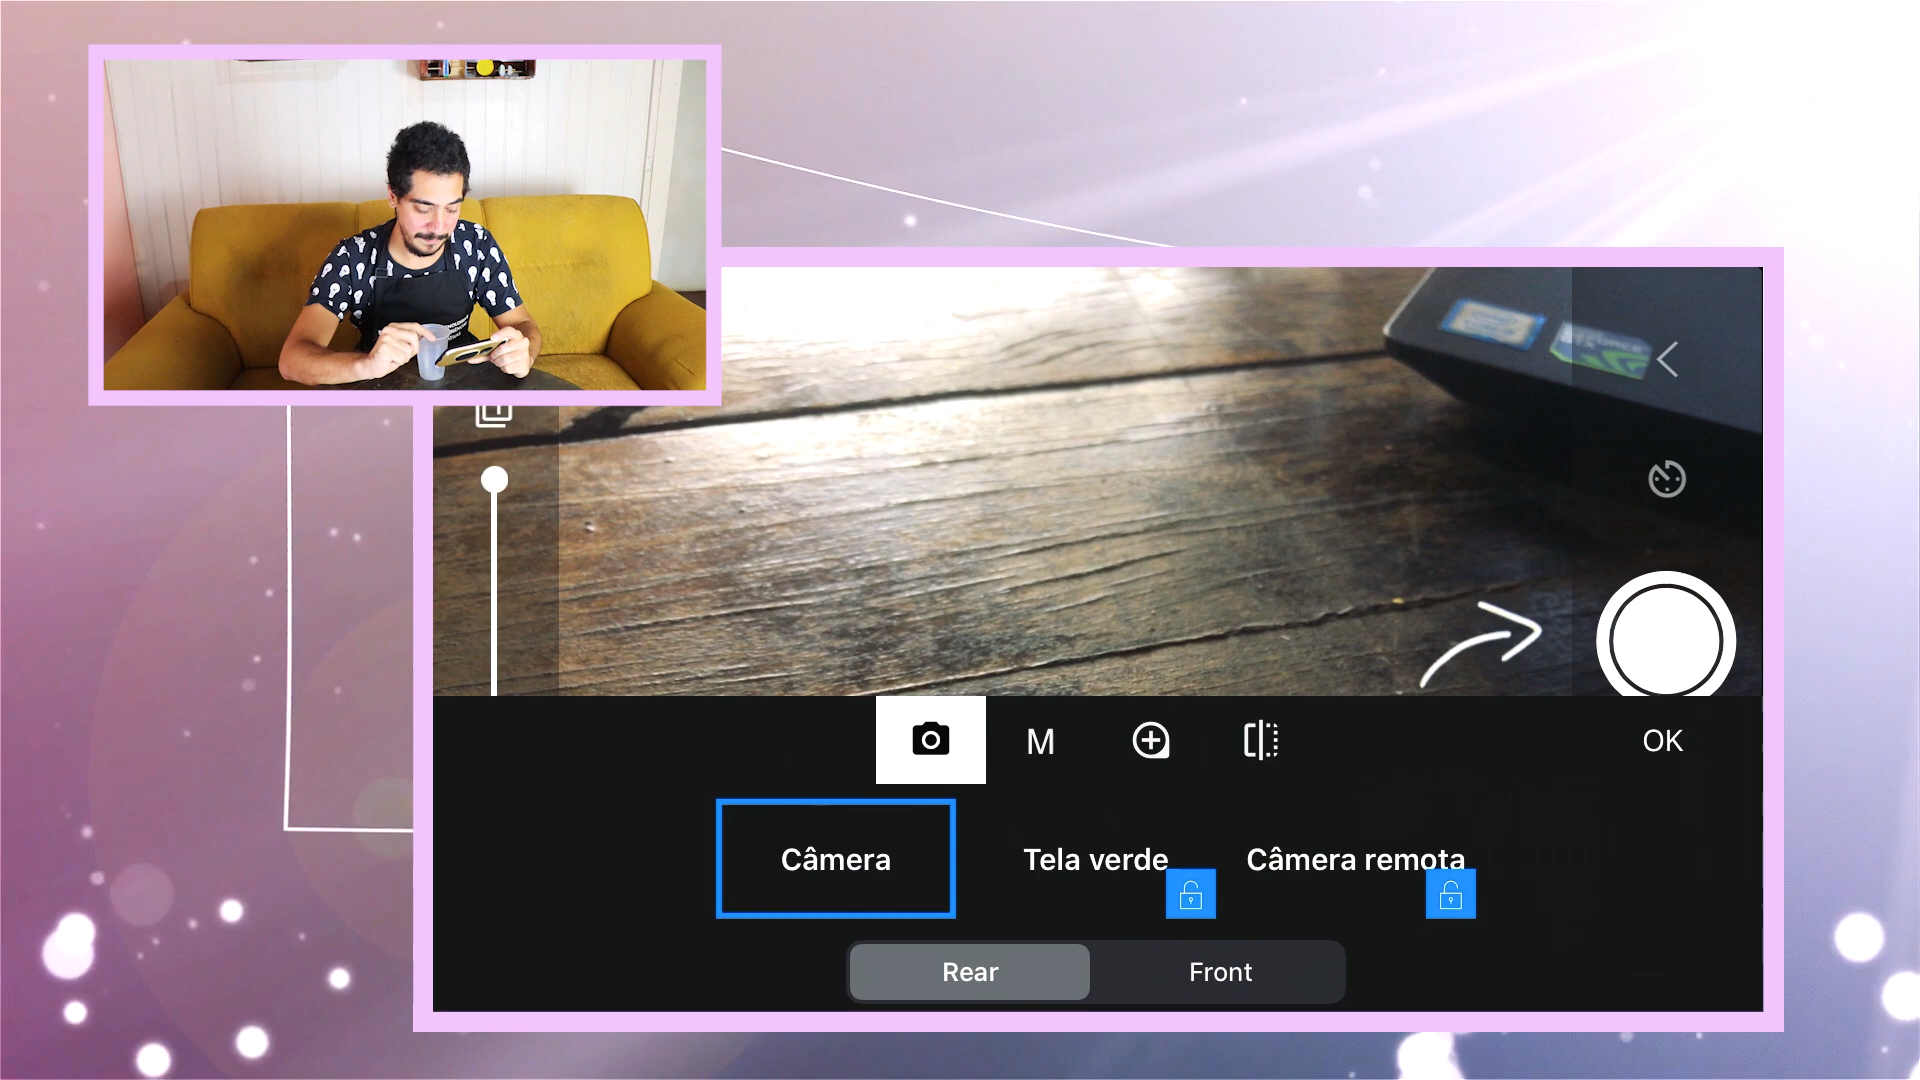 M
OK
Câmera
Tela verde
Câmera remota
Rear
Front